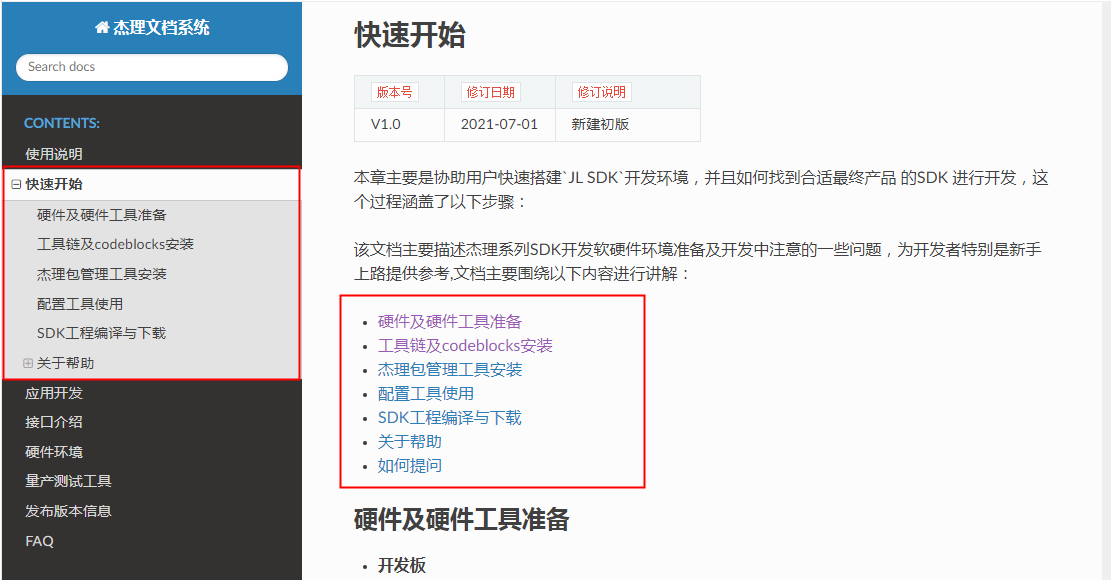 杰理文档系统
Search docs
CONTENTS:
使用说明
快速开始
硬件及硬件工具准备
工具链及codeblocks安装
杰理包管理工具安装
配置工具使用
SDK工程编译与下载
关于帮助
应用开发
接口介绍
硬件环境
量产测试工具
发布版本信息
FAQ
快速开始
版本号 修订日期 修订说明
V1.0 2021-07-01 新建初版
本章主要是协助用户快速搭建`JL SDK`开发环境，并且如何找到合适最终产品 的SDK 进行开发，这
个过程涵盖了以下步骤：
该文档主要描述杰理系列SDK开发软硬件环境准备及开发中注意的一些问题，为开发者特别是新手
上路提供参考,文档主要围绕以下内容进行讲解：
硬件及硬件工具准备
工具链及codeblocks安装
杰理包管理工具安装
配置工具使用
SDK工程编译与下载
关于帮助
如何提问
硬件及硬件工具准备
开发板